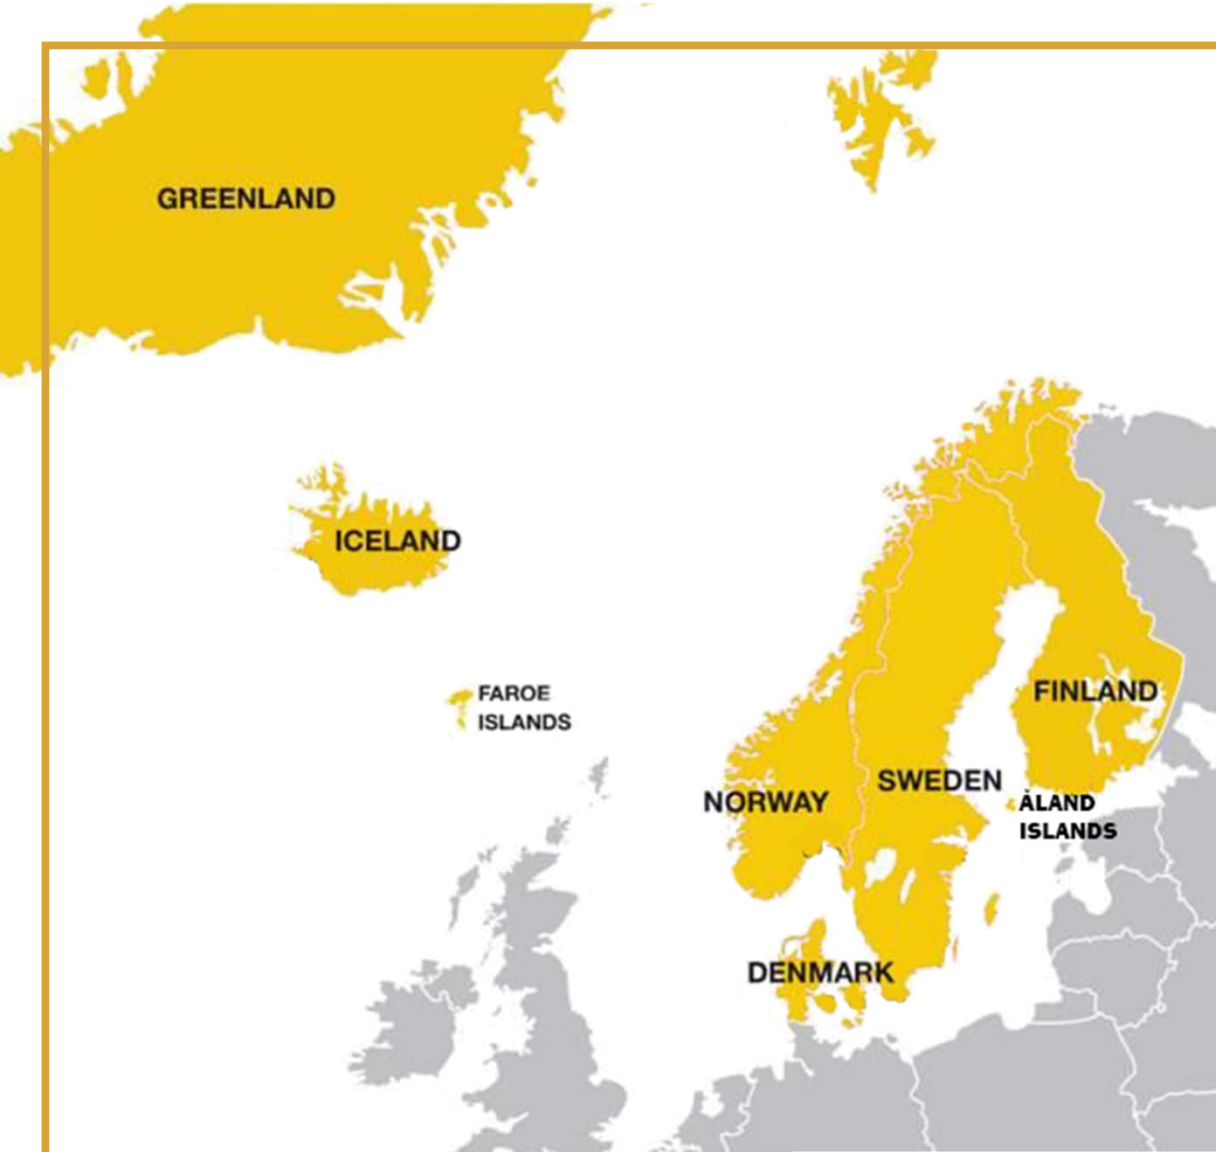 GREENLAND
ICELAND
FAROE
ISLANDS
FINLAND
SWEDEN
NORWAY
ÅLAND
ISLANDS
DENMARK